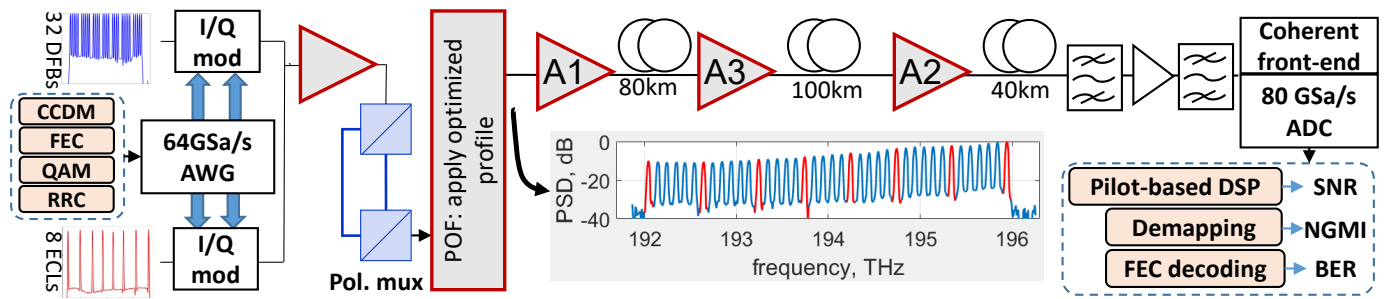 32 DFBs
I/Q
mod
CCDM
FEC
QAM
RRC
64GSa/s
AWG
8 ECLs
I/Q
mod
Pol. mux
POF: apply optimized
profile
A1
80km
A3
100km
A2
40km
Coherent
front-end
80 GSa/s
ADC
PSD, dB
0
-20
-40
192
193
194
195
196
frequency, THz
Pilot-based DSP
SNR
Demapping
NGMI
FEC decoding
BER